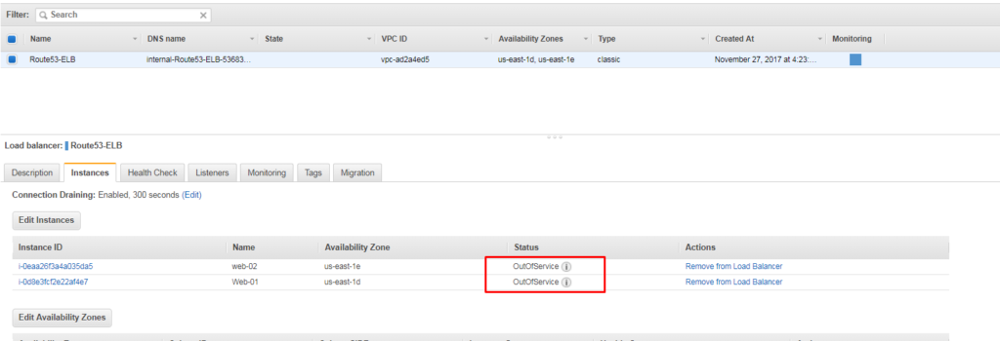 Filter: Search
Name DNS name State VPC ID Availability Zones Type Created At Monitoring
Route53-ELB internal-Route53-ELB-53683... vpc-ad2a4ed5 us-east-1d, us-east-1e classic November 27, 2017 at 4:23:...
Load balancer: Route53-ELB
Description Instances Health Check Listeners Monitoring Tags Migration
Connection Draining: Enabled, 300 seconds (Edit)
Edit Instances
Instance ID Name Availability Zone Status Actions
i-0eaa26f3a4a035da5 web-02 us-east-1e OutOfService Remove from Load Balancer
i-0d8e3fcf2e22af4e7 Web-01 us-east-1d OutOfService Remove from Load Balancer
Edit Availability Zones